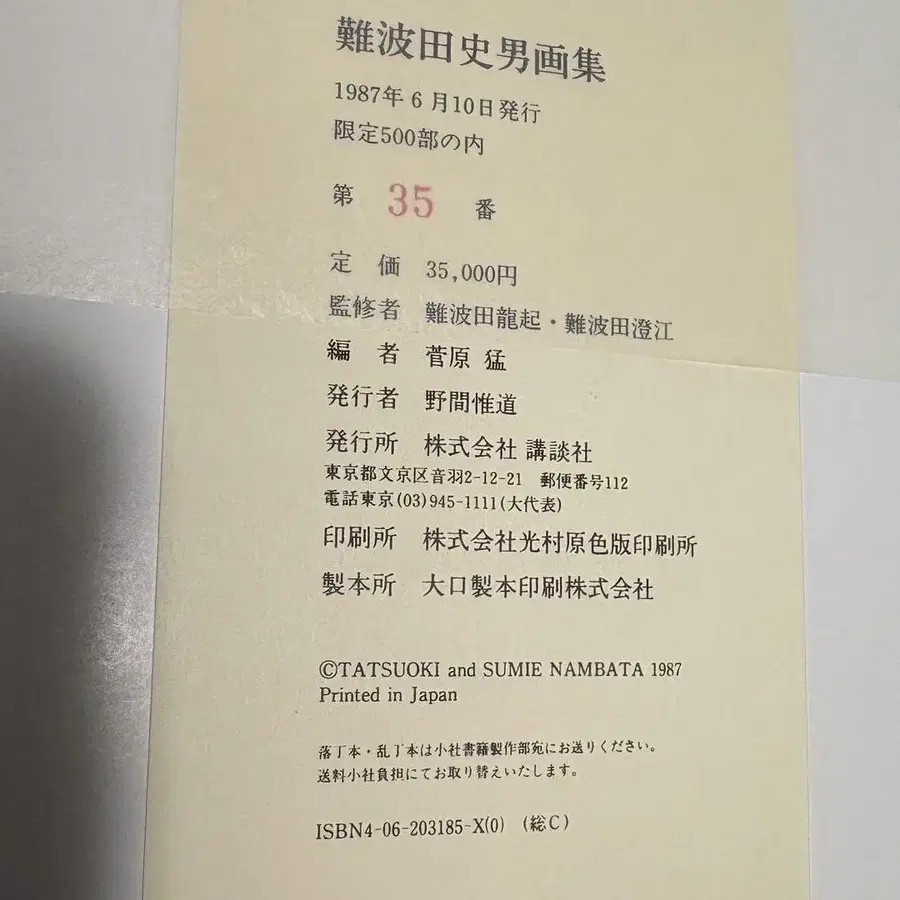 難波田史男画集
1987年6月10日発行
限定500部の内
第 35 番
定 価 35,000円
監修者 難波田龍起・難波田澄江
編 者 菅原 猛
発行者 野間惟道
発行所 株式会社 講談社
東京都文京区音羽2-12-21 郵便番号112
電話東京(03)945-1111(大代表)
印刷所 株式会社光村原色版印刷所
製本所 大口製本印刷株式会社
©TATSUOKI and SUMIE NAMBATA 1987
Printed in Japan
落丁本・乱丁本は小社書籍製作部宛にお送りください。
送料小社負担にてお取り替えいたします。
ISBN4-06-203185-X(0) (総C)